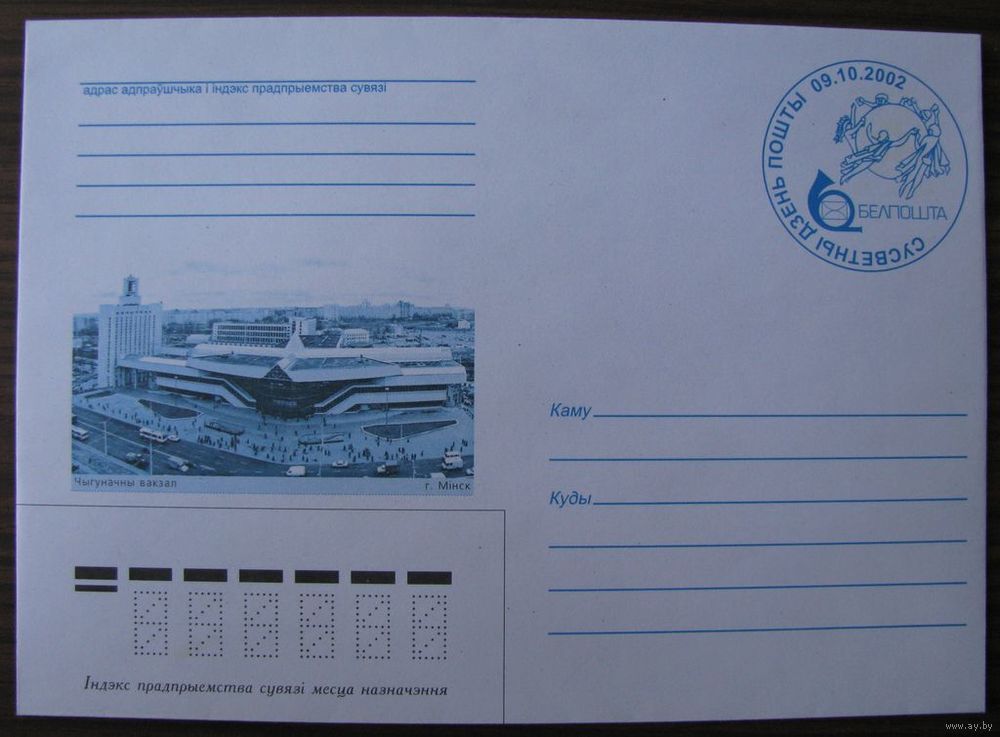 адрас адпраўшчыка і індэкс прадпрыемства сувязі
СУСВЕТНЫ ДЗЕНЬ ПОШТЫ 09.10.2002
БЕЛПОШТА
Чыгуначны вакзал
г. Мінск
Каму
Куды
Індэкс прадпрыемства сувязі месца назначэння
www.ay.by